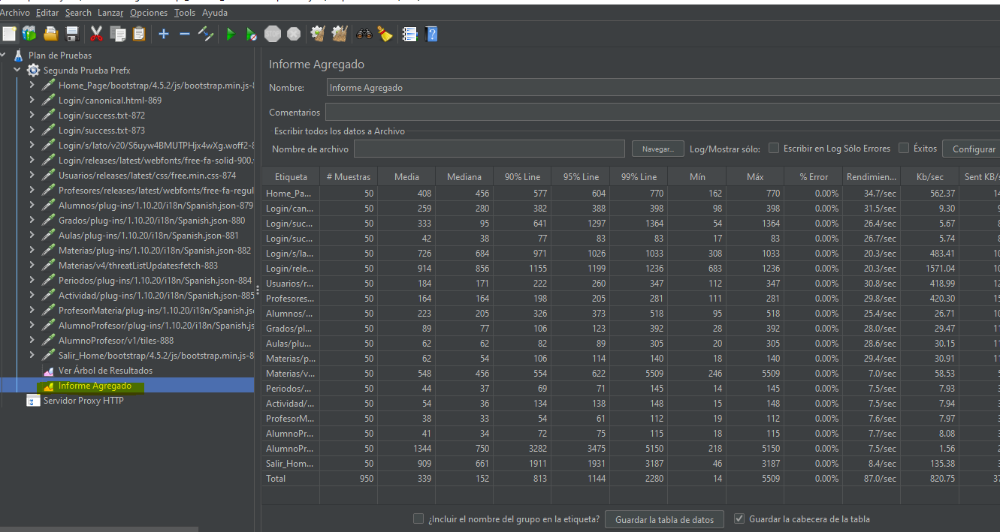 Archivo Editar Search Lanzar Opciones Tools Ayuda
Plan de Pruebas
Segunda Prueba Prefx
Home_Page/bootstrap/4.5.2/js/bootstrap.min.js-8
Login/canonical.html-869
Login/success.txt-872
Login/success.txt-873
Login/s/lato/v20/S6uyw4BMUTPHjx4wXg.woff2-8
Login/releases/latest/webfonts/free-fa-solid-900.
Usuarios/releases/latest/css/free.min.css-874
Profesores/releases/latest/webfonts/free-fa-regul
Alumnos/plug-ins/1.10.20/i18n/Spanish.json-879
Grados/plug-ins/1.10.20/i18n/Spanish.json-880
Aulas/plug-ins/1.10.20/i18n/Spanish.json-881
Materias/plug-ins/1.10.20/i18n/Spanish.json-882
Materias/v4/threatListUpdates:fetch-883
Periodos/plug-ins/1.10.20/i18n/Spanish.json-884
Actividad/plug-ins/1.10.20/i18n/Spanish.json-885
ProfesorMateria/plug-ins/1.10.20/i18n/Spanish.js
AlumnoProfesor/plug-ins/1.10.20/i18n/Spanish.js
AlumnoProfesor/v1/tiles-888
Salir_Home/bootstrap/4.5.2/js/bootstrap.min.js-8
Ver Árbol de Resultados
Informe Agregado
Servidor Proxy HTTP
Informe Agregado
Nombre: Informe Agregado
Comentarios
Escribir todos los datos a Archivo
Nombre de archivo Navegar... Log/Mostrar sólo: Escribir en Log Sólo Errores Éxitos Configurar
Etiqueta # Muestras Media Mediana 90% Line 95% Line 99% Line Mín Máx % Error Rendimien... Kb/sec Sent KB/s
Home_Pa... 50 408 456 577 604 770 162 770 0.00% 34.7/sec 562.37 14
Login/can... 50 259 280 382 388 398 98 398 0.00% 31.5/sec 9.30 9
Login/suc... 50 333 95 641 1297 1364 54 1364 0.00% 26.4/sec 5.67 8
Login/suc... 50 42 38 77 83 83 17 83 0.00% 26.7/sec 5.74 8
Login/s/la... 50 726 684 971 1026 1033 308 1033 0.00% 20.3/sec 483.41 10
Login/rele... 50 914 856 1155 1199 1236 683 1236 0.00% 20.3/sec 1571.04 10
Usuarios/r... 50 184 171 222 260 347 112 347 0.00% 30.8/sec 418.99 12
Profesores... 50 164 164 198 205 281 111 281 0.00% 29.8/sec 420.30 15
Alumnos/... 50 223 205 326 373 518 95 518 0.00% 25.4/sec 26.71 10
Grados/pl... 50 89 77 106 123 392 28 392 0.00% 28.0/sec 29.47 11
Aulas/plu... 50 62 62 82 89 305 20 305 0.00% 28.6/sec 30.15 11
Materias/p... 50 62 54 106 114 140 18 140 0.00% 29.4/sec 30.91 11
Materias/v... 50 548 456 554 622 5509 246 5509 0.00% 7.0/sec 58.53 5
Periodos/... 50 44 37 69 71 145 14 145 0.00% 7.5/sec 7.93 3
Actividad/... 50 54 36 134 138 148 15 148 0.00% 7.5/sec 7.94 3
ProfesorM... 50 38 33 54 61 112 19 112 0.00% 7.6/sec 7.97 3
AlumnoPr... 50 41 34 72 75 115 18 115 0.00% 7.7/sec 8.08 3
AlumnoPr... 50 1344 750 3282 3475 5150 218 5150 0.00% 7.5/sec 1.56 2
Salir_Hom... 50 909 661 1911 1931 3187 46 3187 0.00% 8.4/sec 135.38 3
Total 950 339 152 813 1144 2280 14 5509 0.00% 87.0/sec 820.75 37
¿Incluir el nombre del grupo en la etiqueta? Guardar la tabla de datos Guardar la cabecera de la tabla